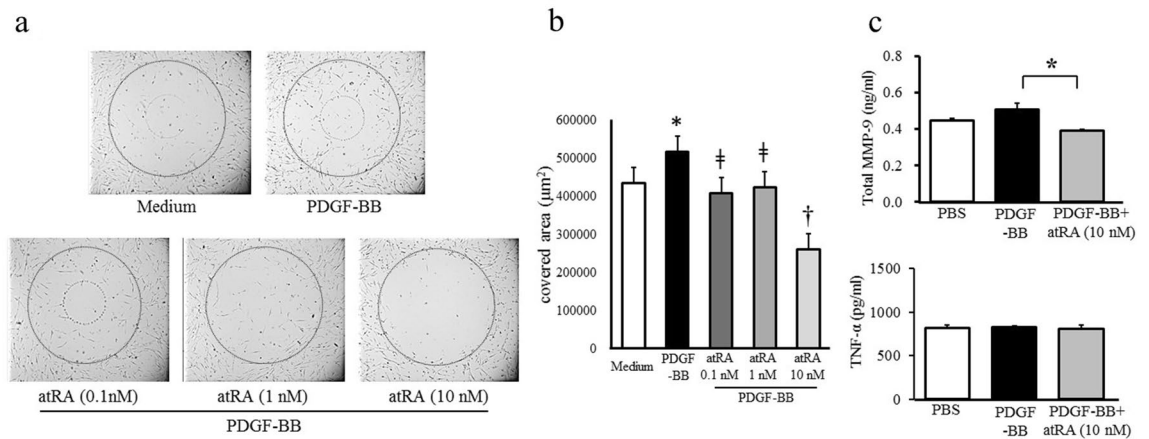 a
Medium
PDGF-BB
atRA (0.1nM)
atRA (1 nM)
atRA (10 nM)
PDGF-BB
b
covered area (μm²)
600000
500000
400000
300000
200000
100000
0
*
ǂ
ǂ
†
Medium
PDGF
-BB
atRA
0.1 nM
atRA
1 nM
atRA
10 nM
PDGF-BB
c
Total MMP-9 (ng/ml)
0.8
0.6
0.4
0.2
0.0
*
PBS
PDGF
-BB
PDGF-BB+
atRA (10 nM)
TNF-α (pg/ml)
1500
1000
500
0
PBS
PDGF
-BB
PDGF-BB+
atRA (10 nM)